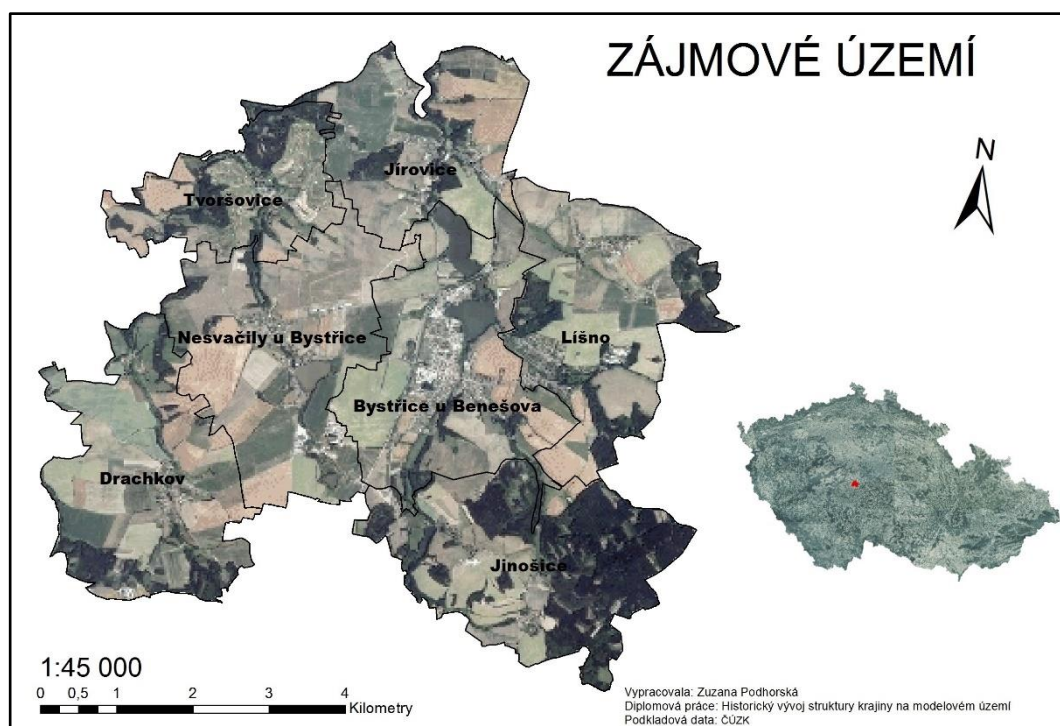 ZÁJMOVÉ ÚZEMÍ
N
Jírovice
Tvoršovice
Nesvačily u Bystřice
Líšno
Bystřice u Benešova
Drachkov
Jinošice
1:45 000
0 0,5 1 2 3 4
Kilometry
Vypracovala: Zuzana Podhorská
Diplomová práce: Historický vývoj struktury krajiny na modelovém území
Podkladová data: ČÚZK